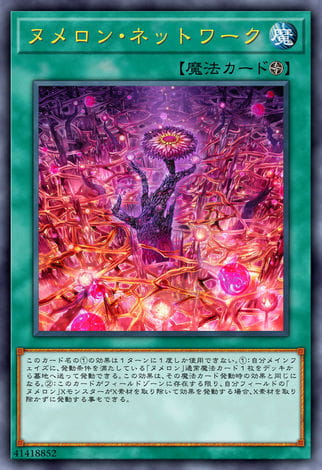 ヌメロン・ネットワーク
魔
【魔法カード】
このカード名の①の効果は1ターンに1度しか使用できない。①:自分メインフ
ェイズに、発動条件を満たしている「ヌメロン」通常魔法カード1枚をデッキか
ら墓地へ送って発動できる。この効果は、その魔法カード発動時の効果と同じに
なる。②:このカードがフィールドゾーンに存在する限り、自分フィールドの「
ヌメロン」Xモンスターが X素材を取り除いて効果を発動する場合、X素材を取り
除かずに発動する事もできる。
41418852